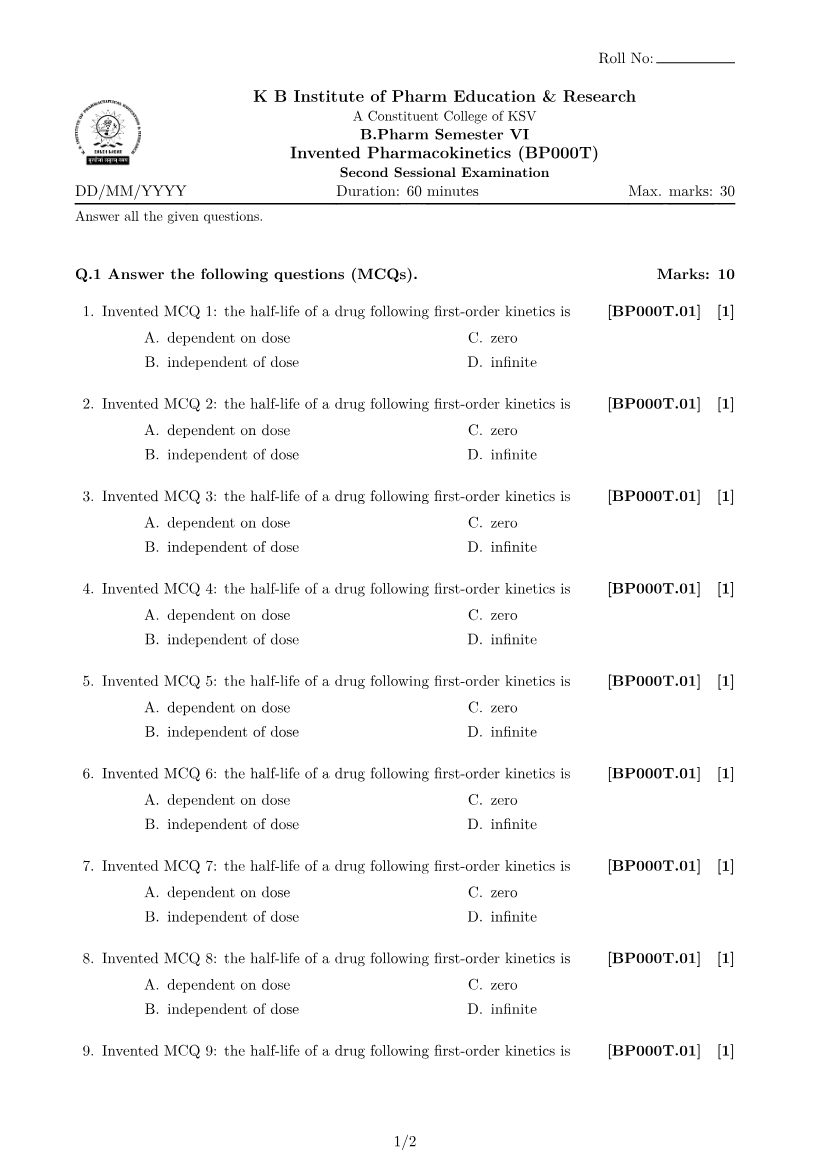 Roll No:
K B Institute of Pharm Education & Research
A Constituent College of KSV
B.Pharm Semester VI
Invented Pharmacokinetics (BP000T)
Second Sessional Examination
DD/MM/YYYY Duration: 60 minutes Max. marks: 30
Answer all the given questions.
Q.1 Answer the following questions (MCQs). Marks: 10
1. Invented MCQ 1: the half-life of a drug following first-order kinetics is [BP000T.01] [1]
A. dependent on dose C. zero
B. independent of dose D. infinite
2. Invented MCQ 2: the half-life of a drug following first-order kinetics is [BP000T.01] [1]
A. dependent on dose C. zero
B. independent of dose D. infinite
3. Invented MCQ 3: the half-life of a drug following first-order kinetics is [BP000T.01] [1]
A. dependent on dose C. zero
B. independent of dose D. infinite
4. Invented MCQ 4: the half-life of a drug following first-order kinetics is [BP000T.01] [1]
A. dependent on dose C. zero
B. independent of dose D. infinite
5. Invented MCQ 5: the half-life of a drug following first-order kinetics is [BP000T.01] [1]
A. dependent on dose C. zero
B. independent of dose D. infinite
6. Invented MCQ 6: the half-life of a drug following first-order kinetics is [BP000T.01] [1]
A. dependent on dose C. zero
B. independent of dose D. infinite
7. Invented MCQ 7: the half-life of a drug following first-order kinetics is [BP000T.01] [1]
A. dependent on dose C. zero
B. independent of dose D. infinite
8. Invented MCQ 8: the half-life of a drug following first-order kinetics is [BP000T.01] [1]
A. dependent on dose C. zero
B. independent of dose D. infinite
9. Invented MCQ 9: the half-life of a drug following first-order kinetics is [BP000T.01] [1]
1/2